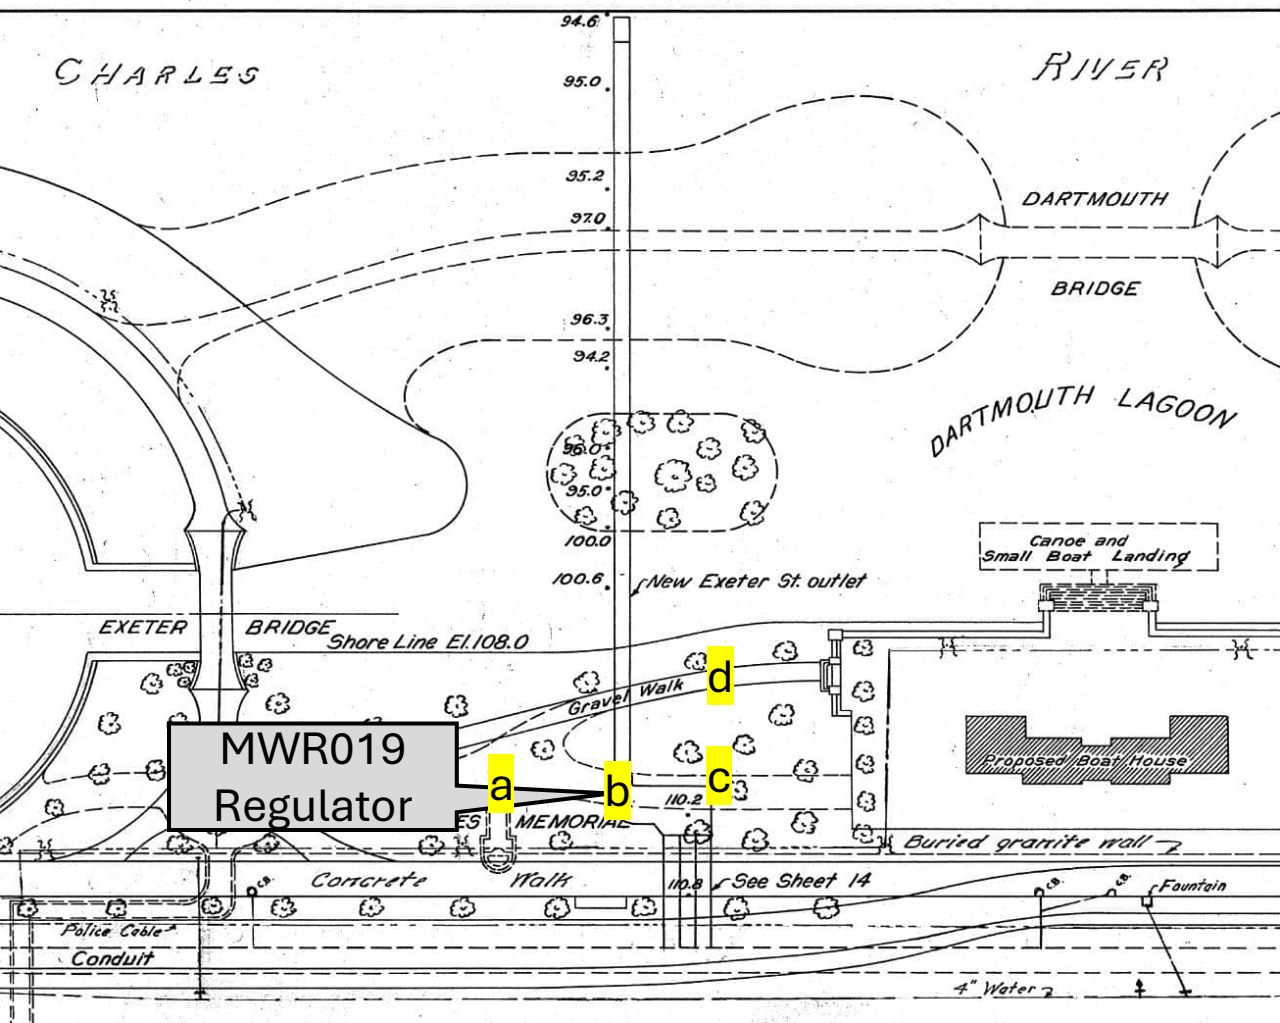 94.6
CHARLES
RIVER
95.0
95.2
DARTMOUTH
97.0
BRIDGE
96.3
94.2
DARTMOUTH LAGOON
95.0
100.0
Canoe and
Small Boat Landing
100.6
New Exeter St. outlet
EXETER BRIDGE
Shore Line El.108.0
d
Gravel Walk
MWR019
Regulator
a
b
c
Proposed Boat House
110.2
ES MEMORIAL
Buried granite wall
Concrete Walk
110.8
See Sheet 14
C.B.
C.B.
C.B.
Fountain
Police Cable
Conduit
4" Water